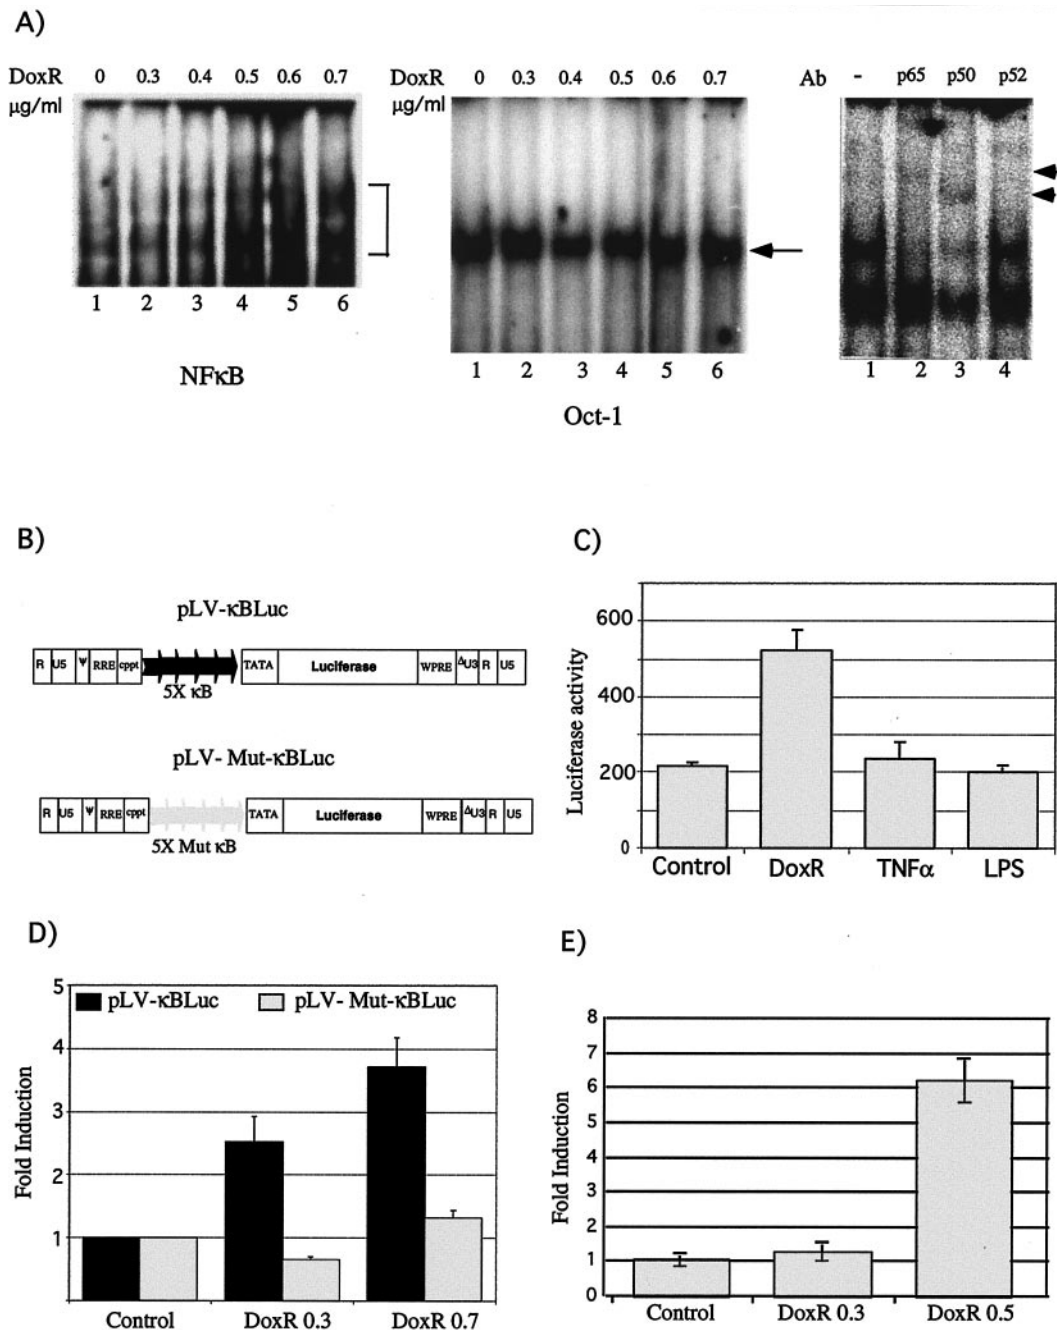 A)
DoxR 0 0.3 0.4 0.5 0.6 0.7
μg/ml
1 2 3 4 5 6
NFκB
DoxR 0 0.3 0.4 0.5 0.6 0.7
μg/ml
1 2 3 4 5 6
Oct-1
Ab - p65 p50 p52
1 2 3 4
B)
pLV-κBLuc
R U5 Ψ RRE cppt TATA Luciferase WPRE ΔU3 R U5
5X κB
pLV- Mut-κBLuc
R U5 Ψ RRE cppt TATA Luciferase WPRE ΔU3 R U5
5X Mut κB
C)
Luciferase activity
600
400
200
0
Control DoxR TNFα LPS
D)
Fold Induction
5
4
3
2
1
pLV-κBLuc pLV- Mut-κBLuc
Control DoxR 0.3 DoxR 0.7
E)
Fold Induction
8
7
6
5
4
3
2
1
0
Control DoxR 0.3 DoxR 0.5